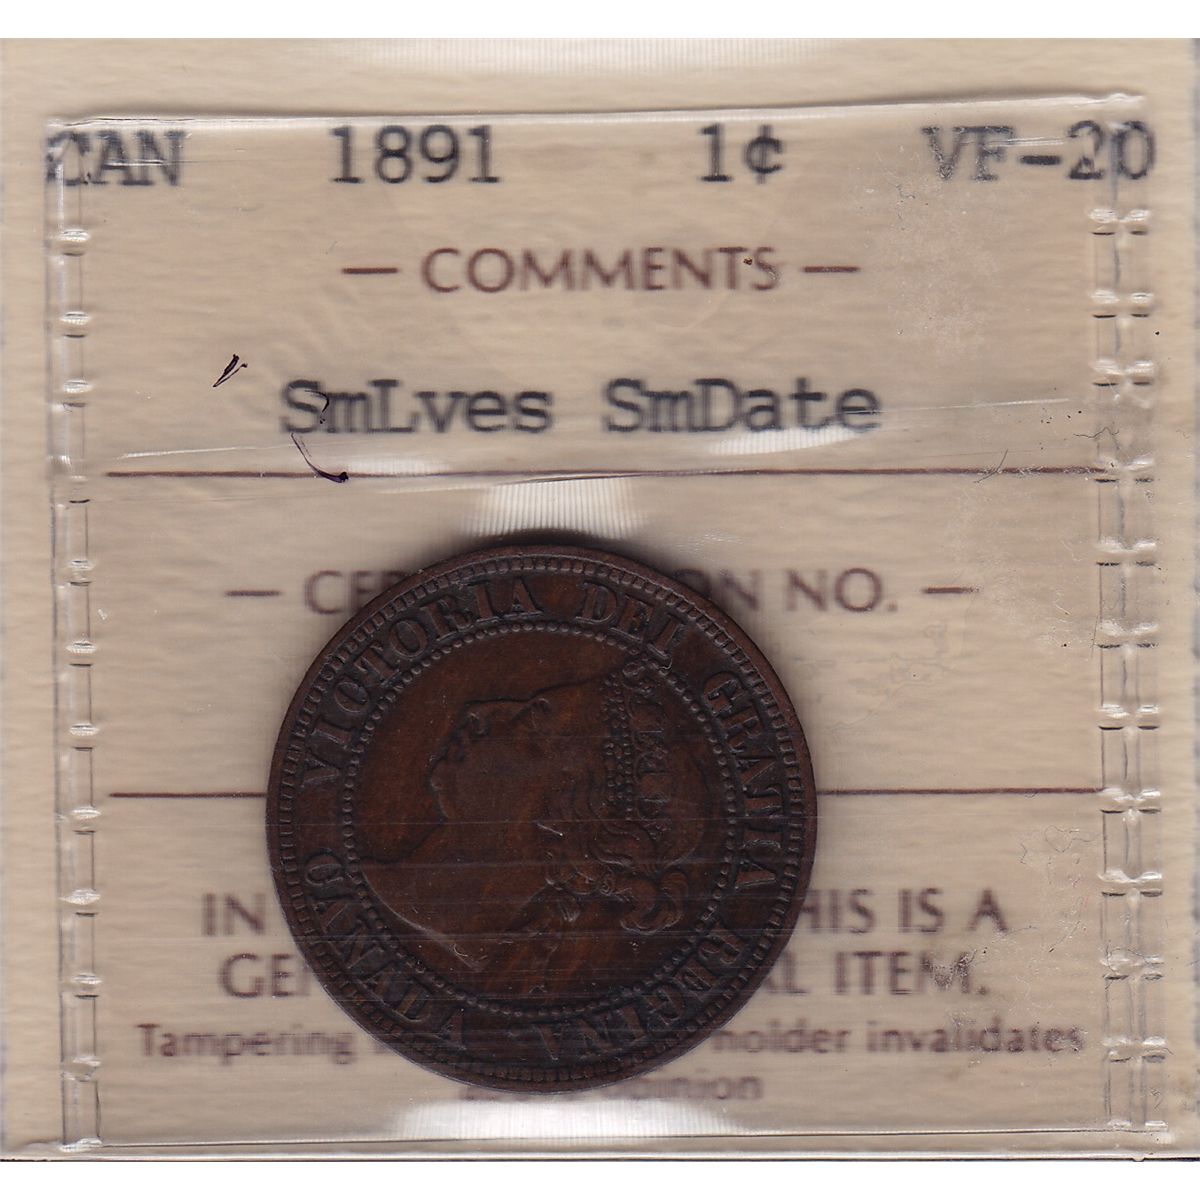 CAN 1891 1¢ VF-20
— COMMENTS —
SmLves SmDate
— CE ON NO. —
VICTORIA DEI GRATIA REGINA CANADA
IN HIS IS A
GE AL ITEM.
Tampering holder invalidates